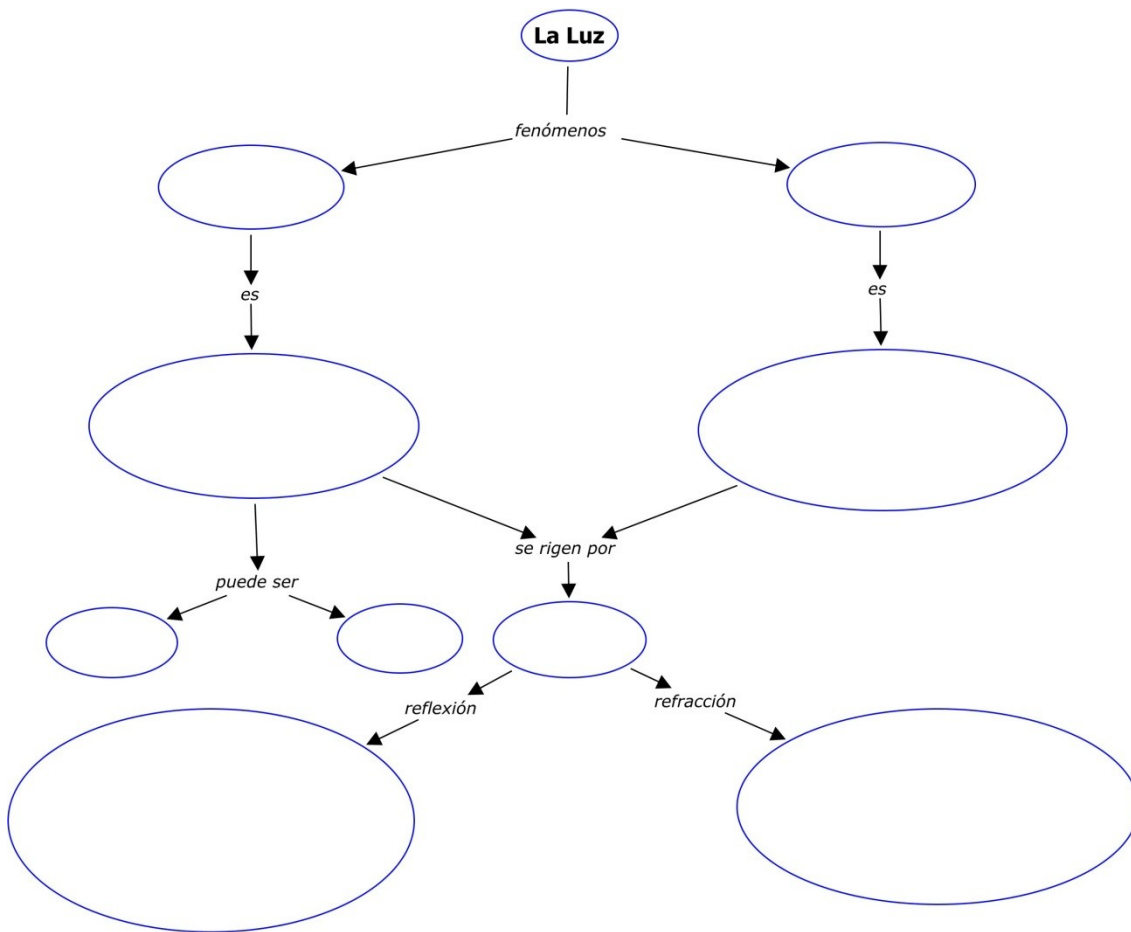 La Luz
fenómenos
es
es
se rigen por
puede ser
reflexión
refracción